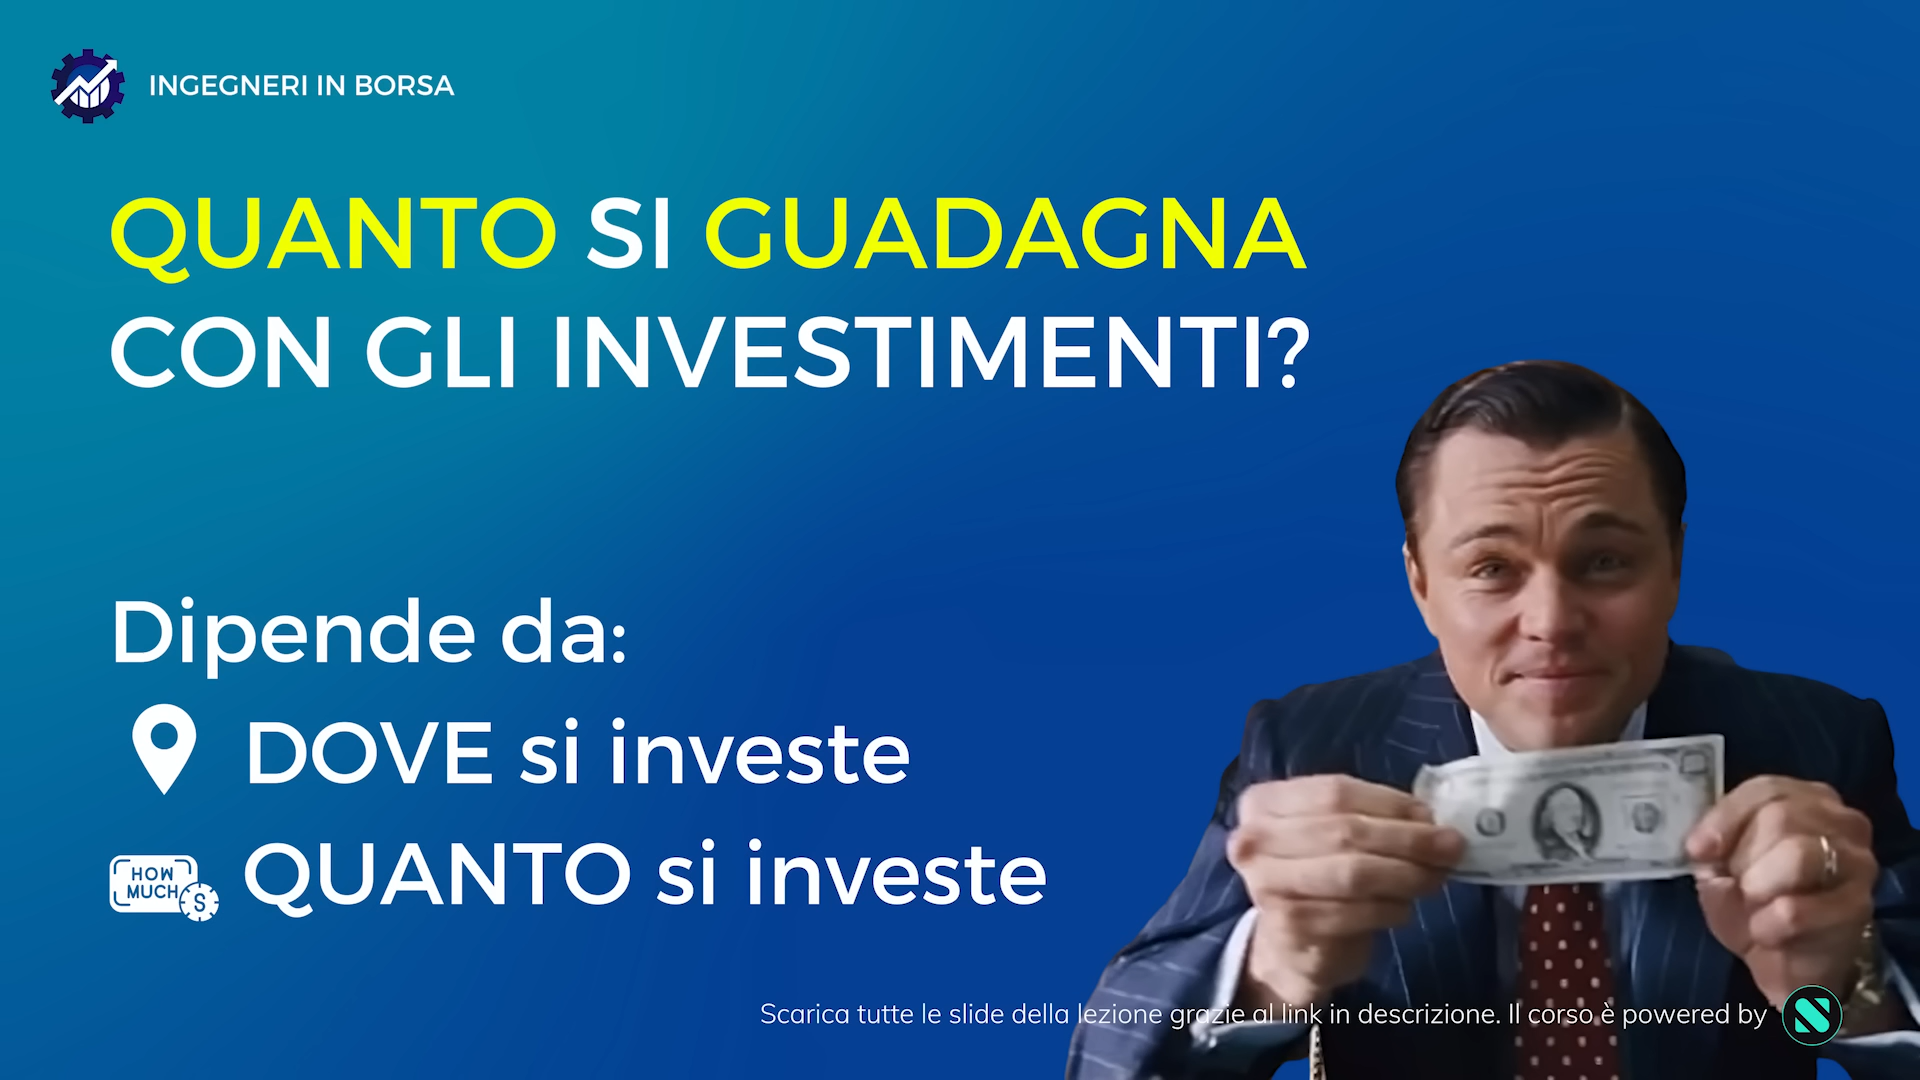 INGEGNERI IN BORSA
QUANTO SI GUADAGNA
CON GLI INVESTIMENTI?
Dipende da:
DOVE si investe
HOW
MUCH
$
QUANTO si investe
Scarica tutte le slide della lezione grazie al link in descrizione. Il corso è powered by